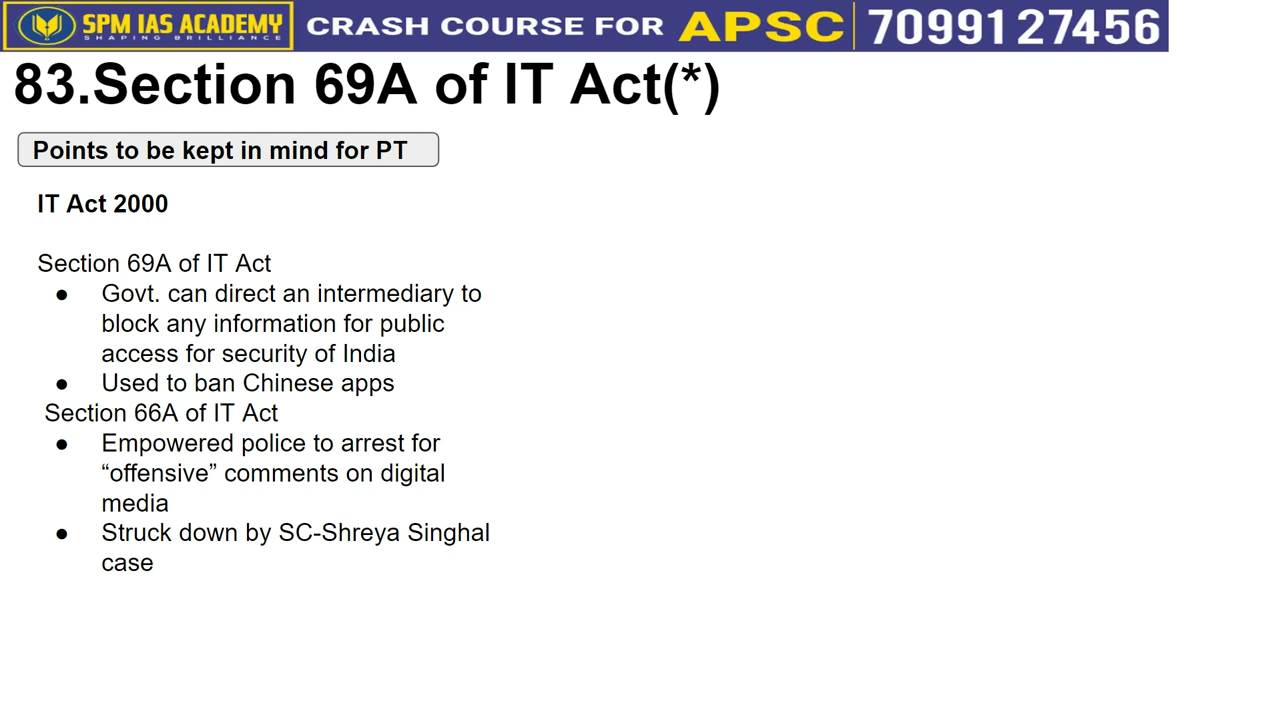 SPM IAS ACADEMY
SHAPING BRILLIANCE
CRASH COURSE FOR APSC 70991 27456
83.Section 69A of IT Act(*)
Points to be kept in mind for PT
IT Act 2000
Section 69A of IT Act
● Govt. can direct an intermediary to
block any information for public
access for security of India
● Used to ban Chinese apps
Section 66A of IT Act
● Empowered police to arrest for
“offensive” comments on digital
media
● Struck down by SC-Shreya Singhal
case